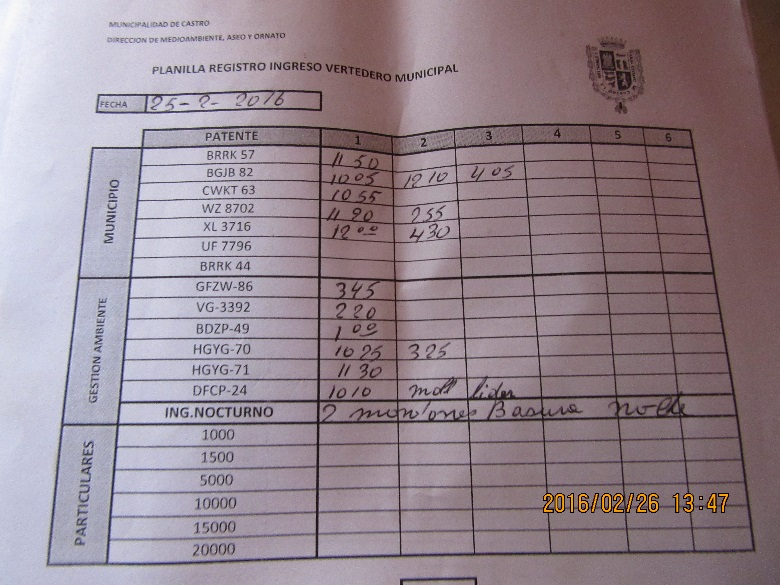 MUNICIPALIDAD DE CASTRO
DIRECCION DE MEDIOAMBIENTE, ASEO Y ORNATO
PLANILLA REGISTRO INGRESO VERTEDERO MUNICIPAL
FECHA 25-2-2016
PATENTE 1 2 3 4 5 6
MUNICIPIO
BRRK 57 11 50
BGJB 82 10 05 12 10 4 05
CWKT 63 10 55
WZ 8702 11 20 2 55
XL 3716 12 00 4 30
UF 7796
BRRK 44
GESTION AMBIENTE
GFZW-86 3 45
VG-3392 2 20
BDZP-49 1 00
HGYG-70 10 25 3 25
HGYG-71 11 30
DFCP-24 10 10 lider
ING.NOCTURNO 2 Basura noche
PARTICULARES
1000
1500
5000
10000
15000
20000
2016/02/26 13:47